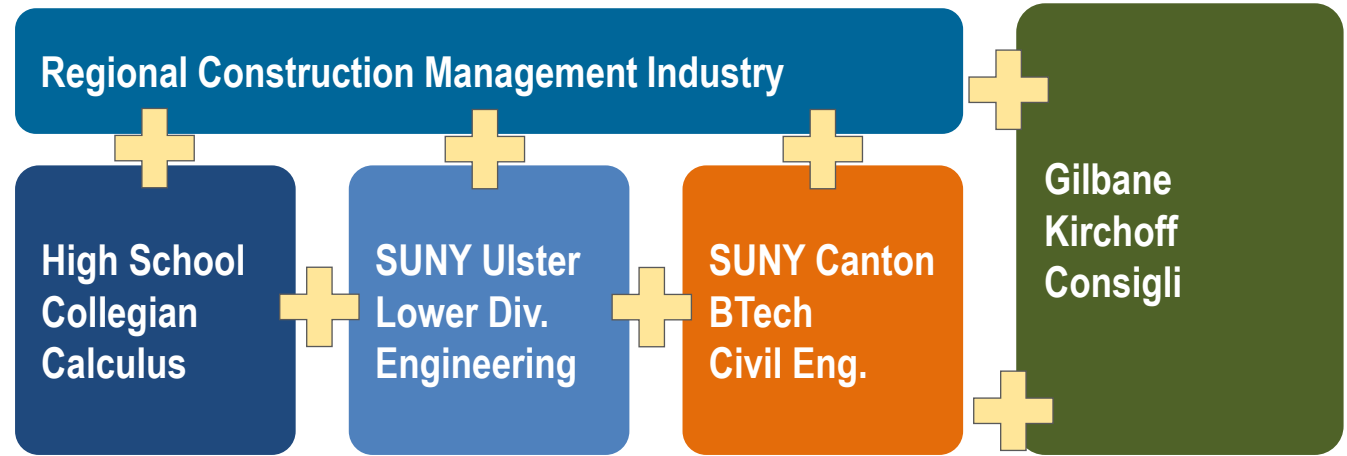 Regional Construction Management Industry
High School
Collegian
Calculus
SUNY Ulster
Lower Div.
Engineering
SUNY Canton
BTech
Civil Eng.
Gilbane
Kirchoff
Consigli